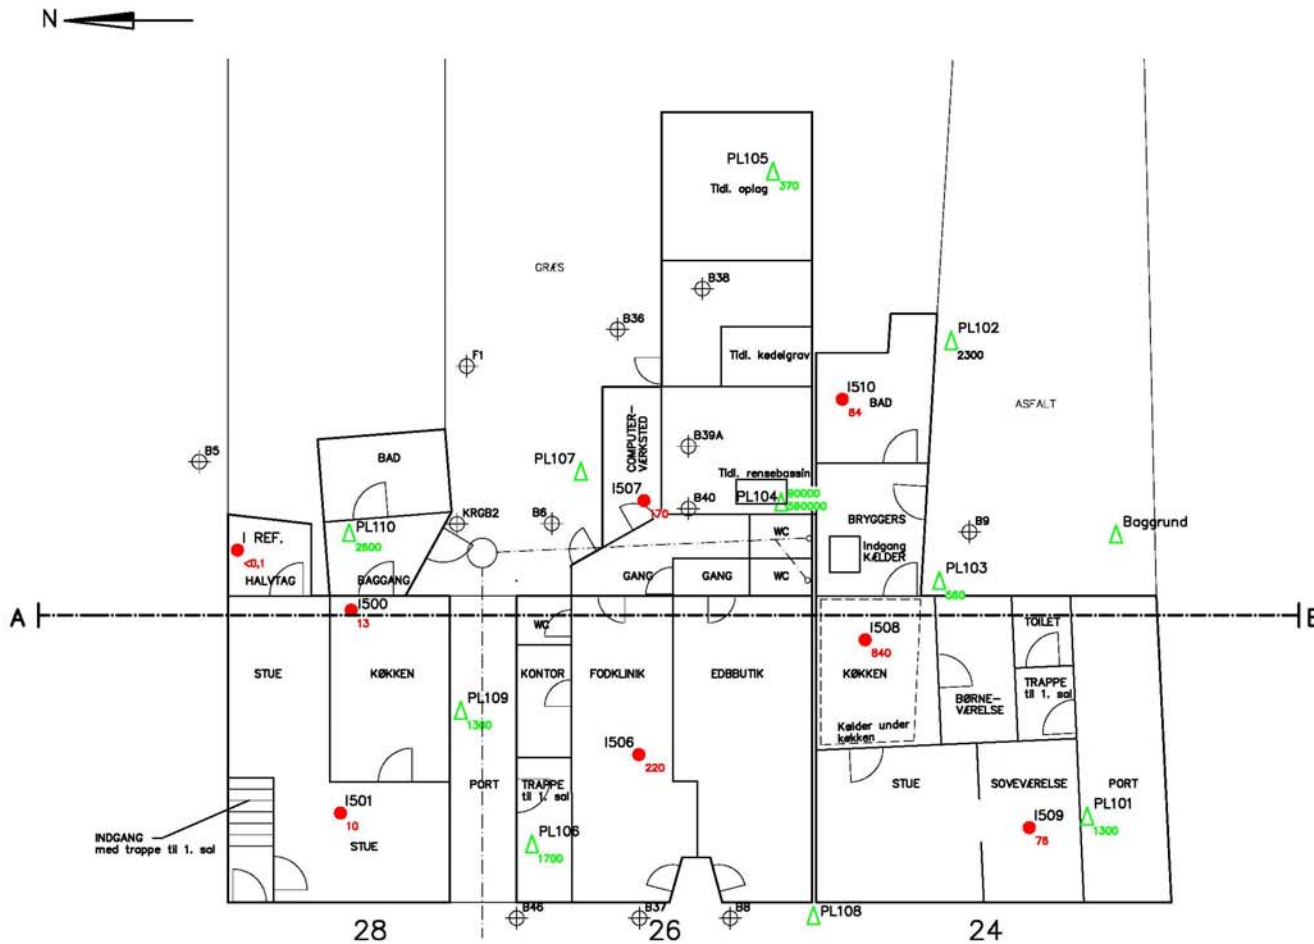 N
PL105
370
Tidl. oplag
GRÆS
B38
B36
PL102
2300
Tidl. kedelgrav
F1
I510
BAD
84
ASFALT
COMPUTER-
VÆRKSTED
B39A
B5
BAD
PL107
Tidl. rensebassin
I507
170
PL104
90000
590000
B40
KRGB2
B6
WC
BRYGGERS
B9
Baggrund
PL110
2600
I REF.
<0,1
HALVTAG
BAGGANG
Indgang
KÆLDER
GANG
GANG
WC
PL103
560
A
I500
13
WC
I508
840
TOILET
STUE
KØKKEN
KONTOR
FODKLINIK
EDBBUTIK
KØKKEN
TRAPPE
til 1. sal
PL109
1300
BØRNE-
VÆRELSE
Kælder under
køkken
I506
220
PORT
TRAPPE
til 1. sal
STUE
SOVEVÆRELSE
PORT
I501
10
PL101
1300
I509
76
INDGANG
med trappe til 1. sal
STUE
PL106
1700
B46
B37
B8
PL108
28
26
24